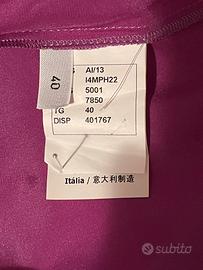 40
AI/13
I4MPH22
5001
7850
TG 40
DISP 401767
Itália / 意大利制造
subito